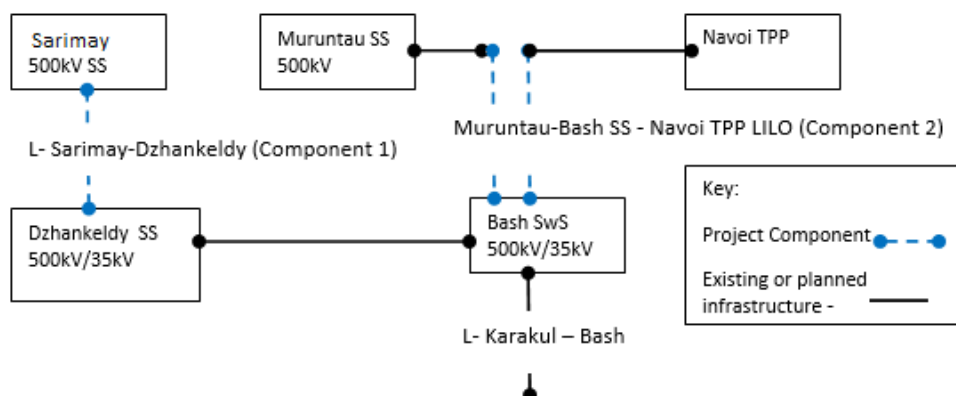 Sarimay
500kV SS
Muruntau SS
500kV
Navoi TPP
L- Sarimay-Dzhankeldy (Component 1)
Muruntau-Bash SS - Navoi TPP LILO (Component 2)
Dzhankeldy SS
500kV/35kV
Bash SwS
500kV/35kV
Key:
Project Component
Existing or planned
infrastructure -
L- Karakul – Bash